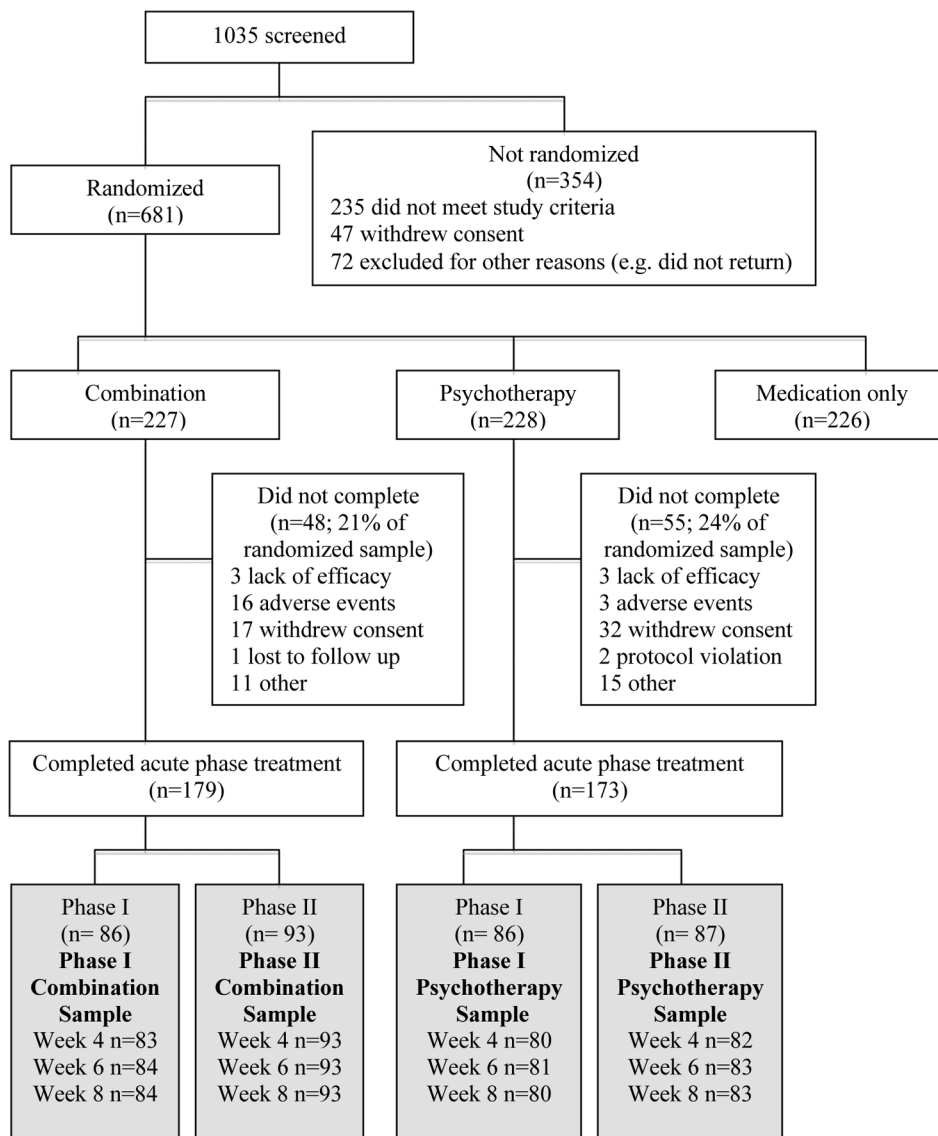 1035 screened
Not randomized
(n=354)
235 did not meet study criteria
47 withdrew consent
72 excluded for other reasons (e.g. did not return)
Randomized
(n=681)
Combination
(n=227)
Psychotherapy
(n=228)
Medication only
(n=226)
Did not complete
(n=48; 21% of
randomized sample)
3 lack of efficacy
16 adverse events
17 withdrew consent
1 lost to follow up
11 other
Did not complete
(n=55; 24% of
randomized sample)
3 lack of efficacy
3 adverse events
32 withdrew consent
2 protocol violation
15 other
Completed acute phase treatment
(n=179)
Completed acute phase treatment
(n=173)
Phase I
(n= 86)
Phase I
Combination
Sample
Week 4 n=83
Week 6 n=84
Week 8 n=84
Phase II
(n= 93)
Phase II
Combination
Sample
Week 4 n=93
Week 6 n=93
Week 8 n=93
Phase I
(n= 86)
Phase I
Psychotherapy
Sample
Week 4 n=80
Week 6 n=81
Week 8 n=80
Phase II
(n= 87)
Phase II
Psychotherapy
Sample
Week 4 n=82
Week 6 n=83
Week 8 n=83